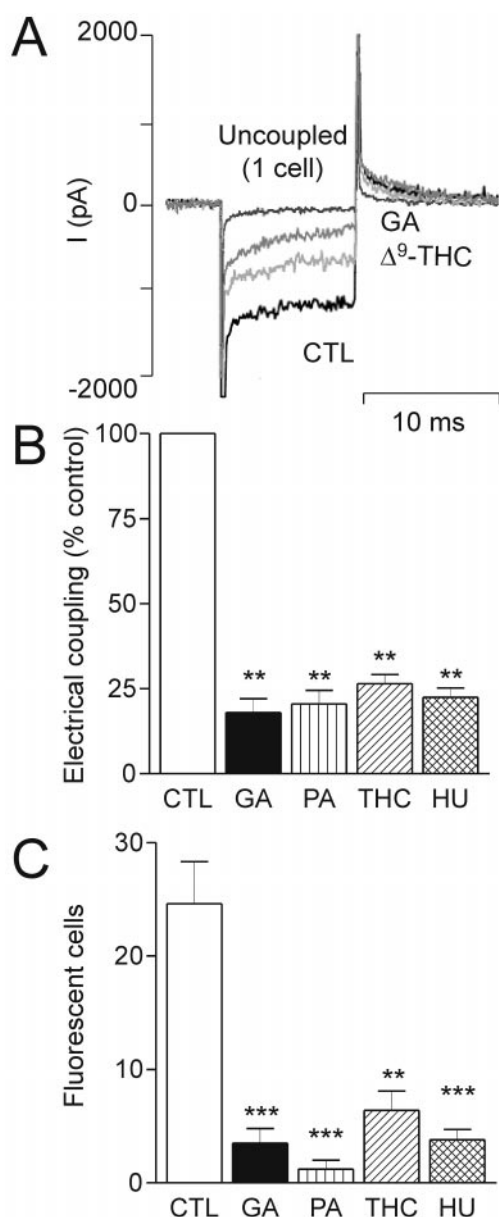 A
2000
Uncoupled
(1 cell)
I (pA)
0
GA
Δ⁹-THC
CTL
-2000
10 ms
B
Electrical coupling (% control)
100
75
50
25
0
** ** ** **
CTL GA PA THC HU
C
Fluorescent cells
30
20
10
0
*** *** ** ***
CTL GA PA THC HU